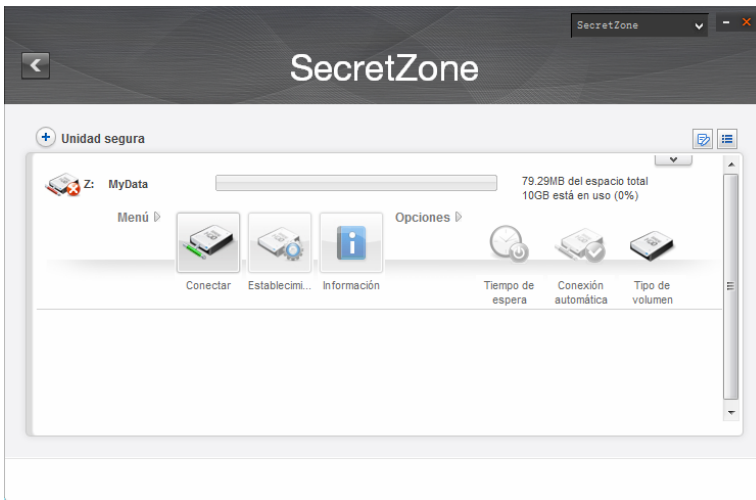 SecretZone
SecretZone
Unidad segura
Z: MyData
79.29MB del espacio total
10GB está en uso (0%)
Menú
Opciones
Conectar
Establecimi...
Información
Tiempo de
espera
Conexión
automática
Tipo de
volumen